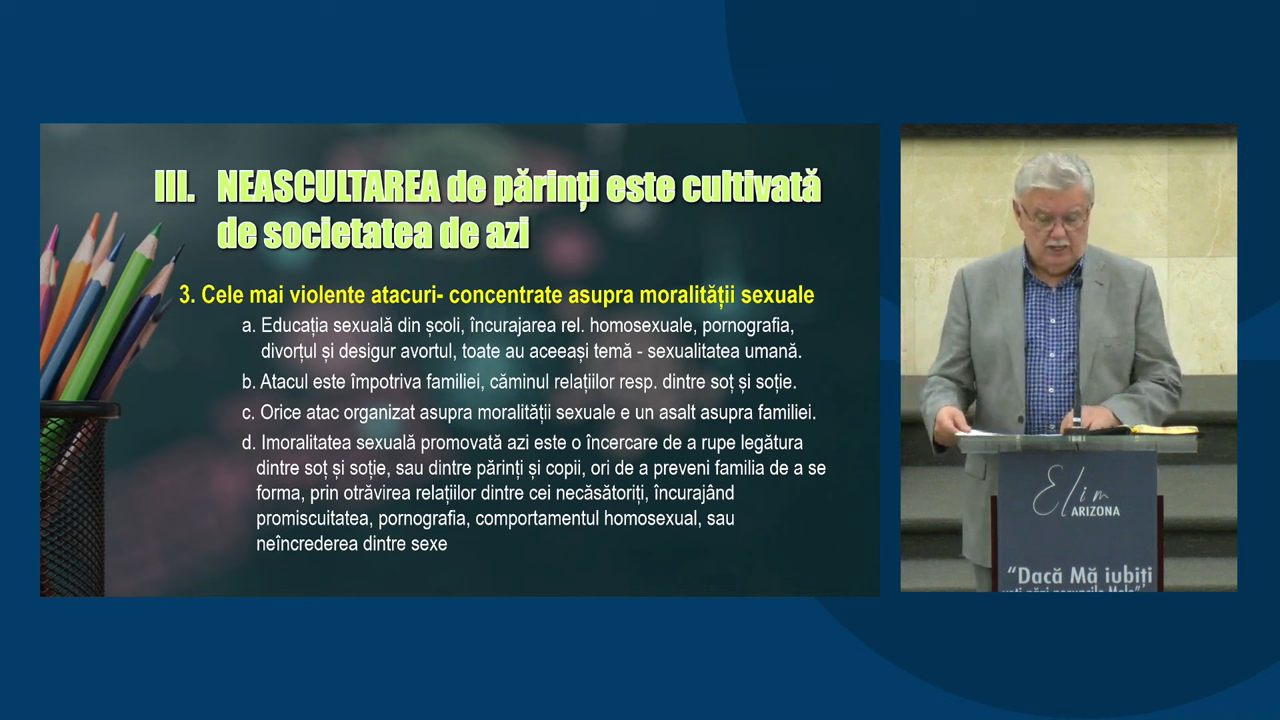 III. NEASCULTAREA de părinți este cultivată
de societatea de azi
3. Cele mai violente atacuri- concentrate asupra moralității sexuale
a. Educația sexuală din școli, încurajarea rel. homosexuale, pornografia,
divorțul și desigur avortul, toate au aceeași temă - sexualitatea umană.
b. Atacul este împotriva familiei, căminul relațiilor resp. dintre soț și soție.
c. Orice atac organizat asupra moralității sexuale e un asalt asupra familiei.
d. Imoralitatea sexuală promovată azi este o încercare de a rupe legătura
dintre soț și soție, sau dintre părinți și copii, ori de a preveni familia de a se
forma, prin otrăvirea relațiilor dintre cei necăsătoriți, încurajând
promiscuitatea, pornografia, comportamentul homosexual, sau
neîncrederea dintre sexe
Elim
ARIZONA
“Dacă Mă iubiți